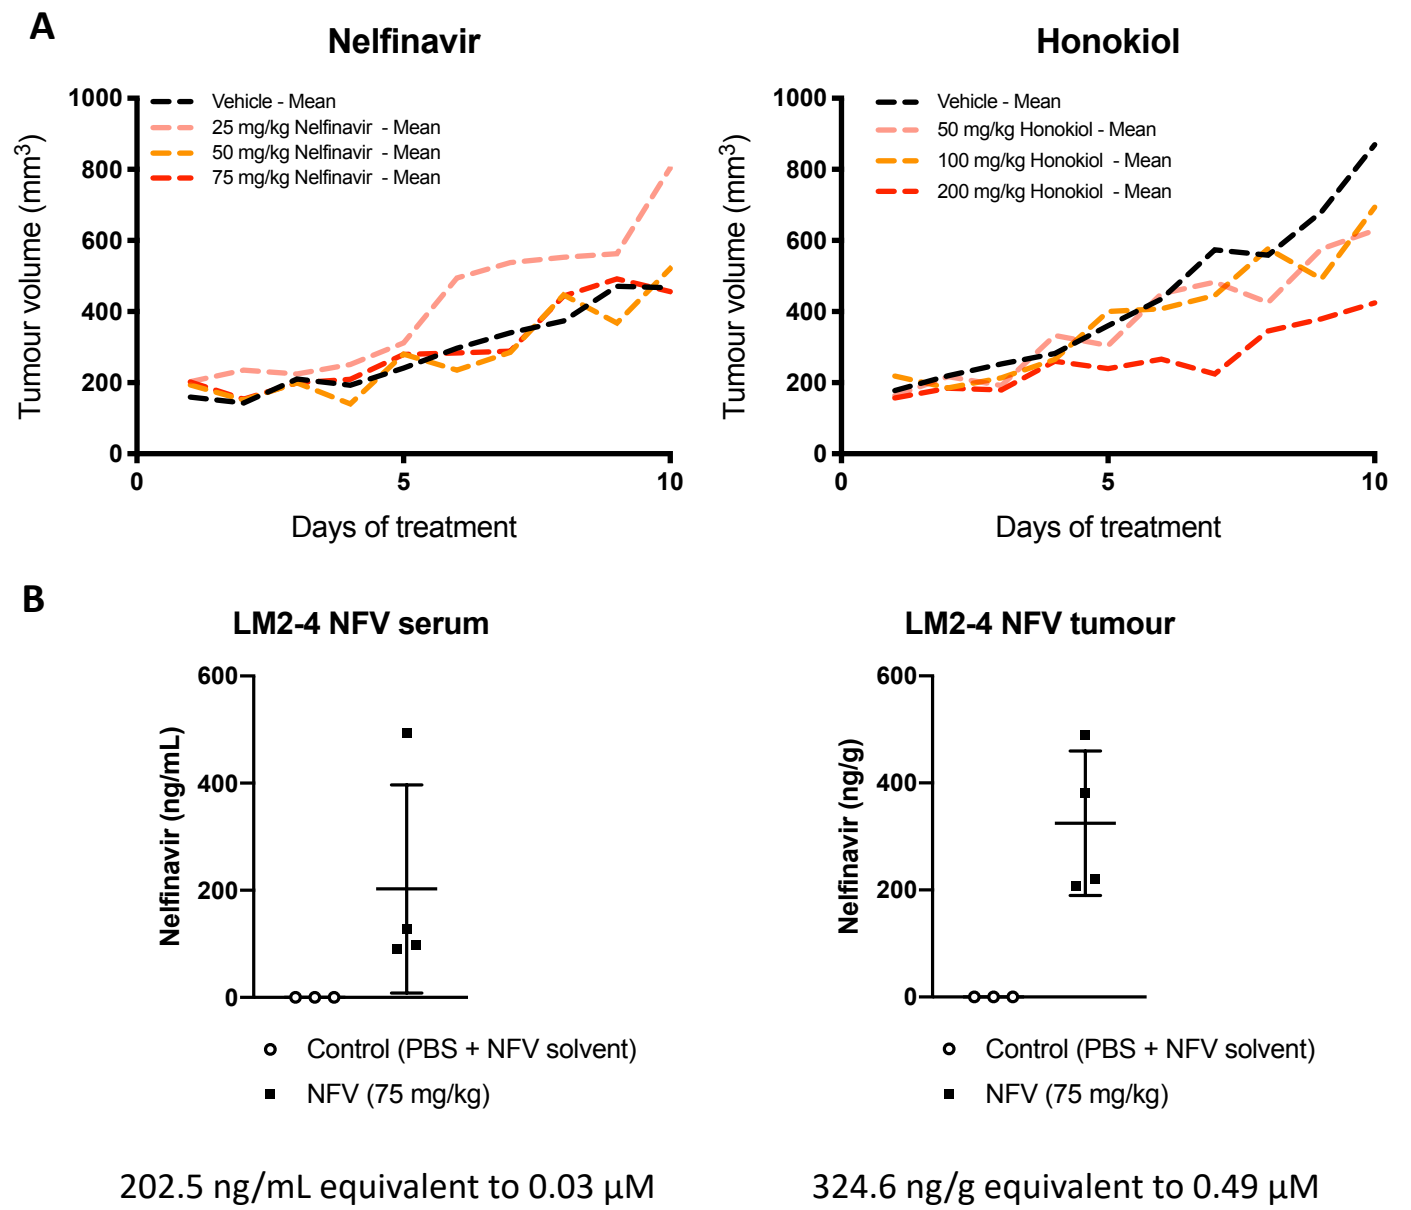 A
Nelfinavir
1000
800
600
400
200
0
Tumour volume (mm³)
Vehicle - Mean
25 mg/kg Nelfinavir - Mean
50 mg/kg Nelfinavir - Mean
75 mg/kg Nelfinavir - Mean
0 5 10
Days of treatment
Honokiol
1000
800
600
400
200
0
Tumour volume (mm³)
Vehicle - Mean
50 mg/kg Honokiol - Mean
100 mg/kg Honokiol - Mean
200 mg/kg Honokiol - Mean
0 5 10
Days of treatment
B
LM2-4 NFV serum
600
400
200
0
Nelfinavir (ng/mL)
Control (PBS + NFV solvent)
NFV (75 mg/kg)
202.5 ng/mL equivalent to 0.03 µM
LM2-4 NFV tumour
600
400
200
0
Nelfinavir (ng/g)
Control (PBS + NFV solvent)
NFV (75 mg/kg)
324.6 ng/g equivalent to 0.49 µM